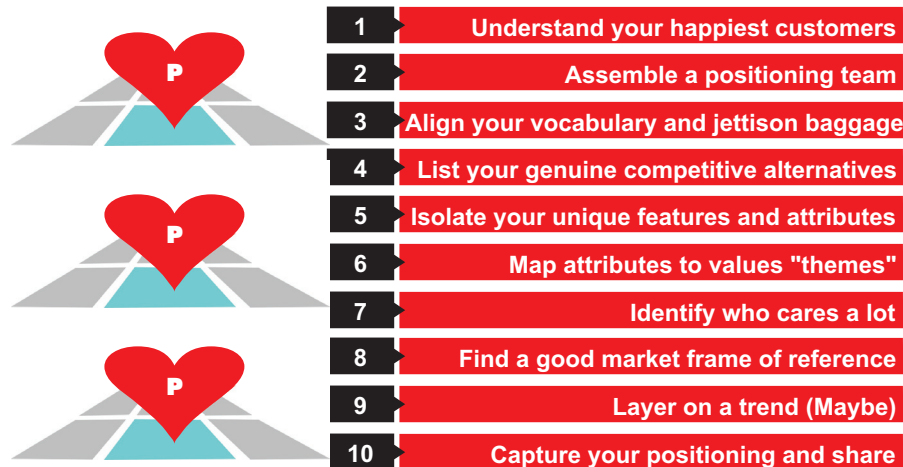 P
P
P
1 Understand your happiest customers
2 Assemble a positioning team
3 Align your vocabulary and jettison baggage
4 List your genuine competitive alternatives
5 Isolate your unique features and attributes
6 Map attributes to values "themes"
7 Identify who cares a lot
8 Find a good market frame of reference
9 Layer on a trend (Maybe)
10 Capture your positioning and share